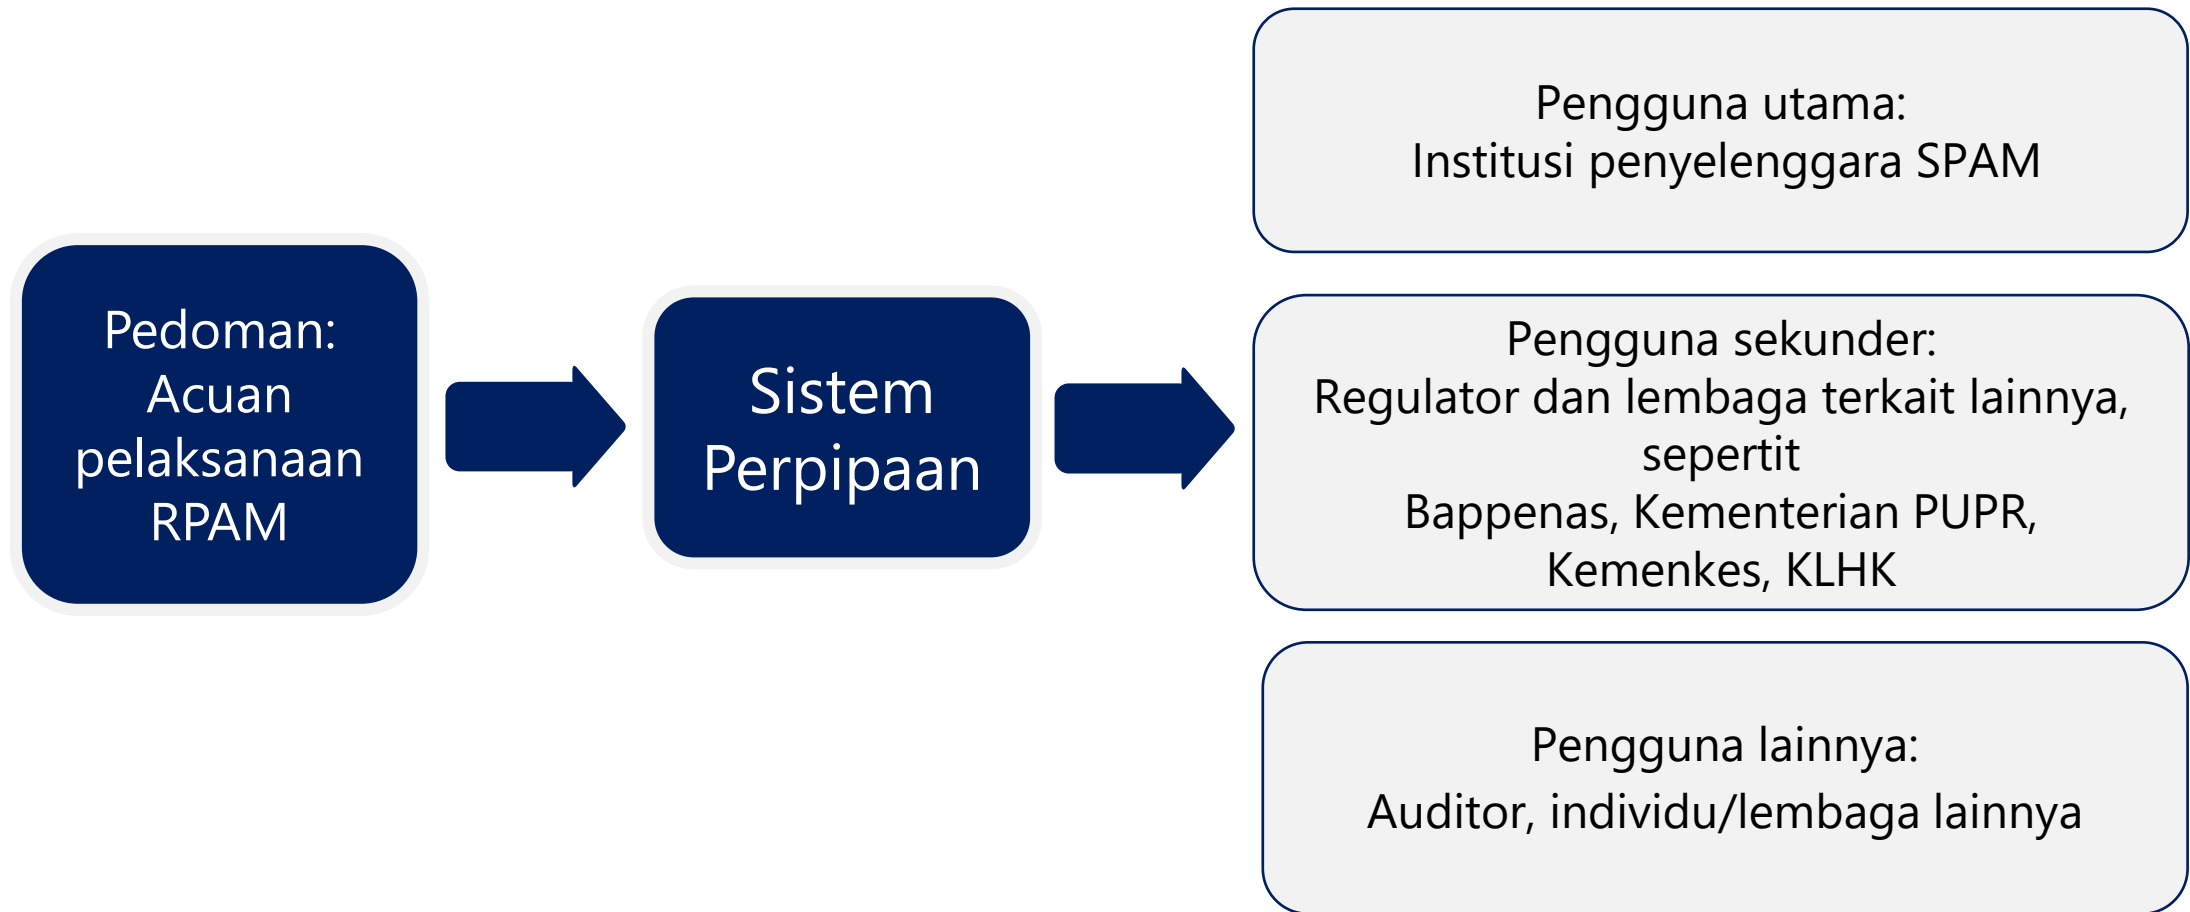 Pedoman:
Acuan
pelaksanaan
RPAM
Sistem
Perpipaan
Pengguna utama:
Institusi penyelenggara SPAM
Pengguna sekunder:
Regulator dan lembaga terkait lainnya,
sepertit
Bappenas, Kementerian PUPR,
Kemenkes, KLHK
Pengguna lainnya:
Auditor, individu/lembaga lainnya